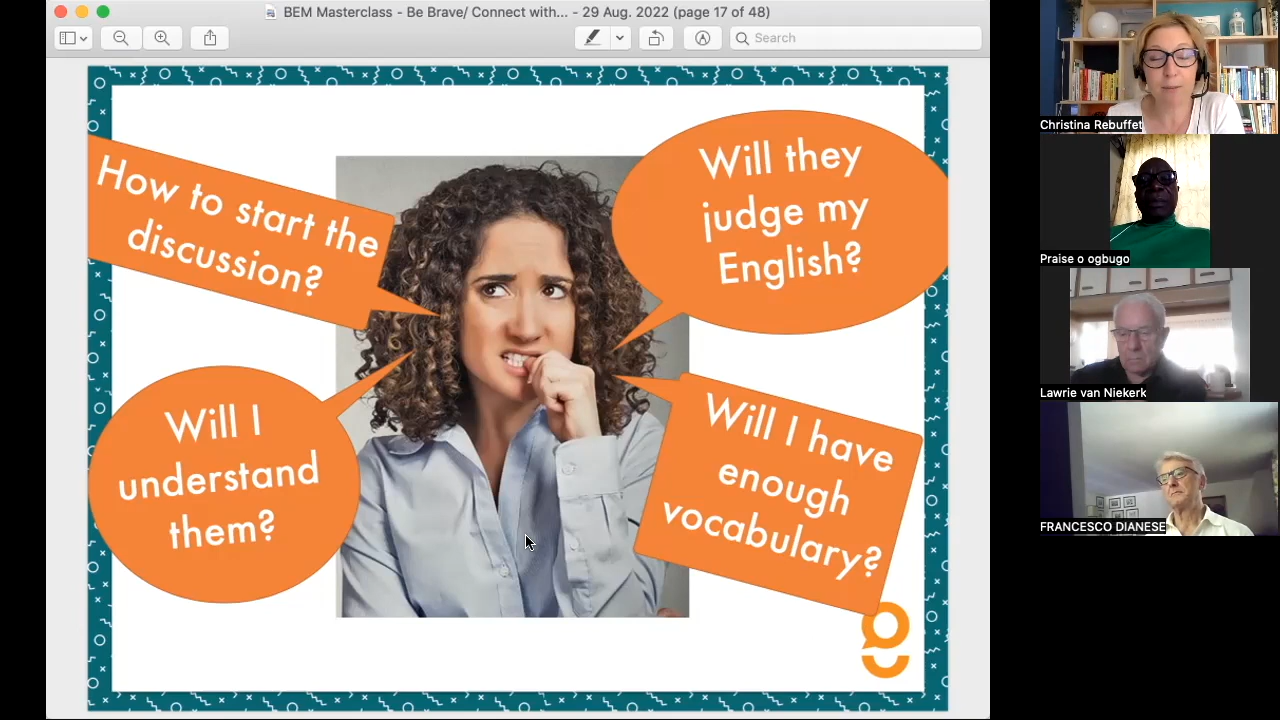 BEM Masterclass - Be Brave/ Connect with... - 29 Aug. 2022 (page 17 of 48)
Search
How to start the
discussion?
Will they
judge my
English?
Will I
understand
them?
Will I have
enough
vocabulary?
Christina Rebuffet
Praise o ogbugo
Lawrie van Niekerk
FRANCESCO DIANESE